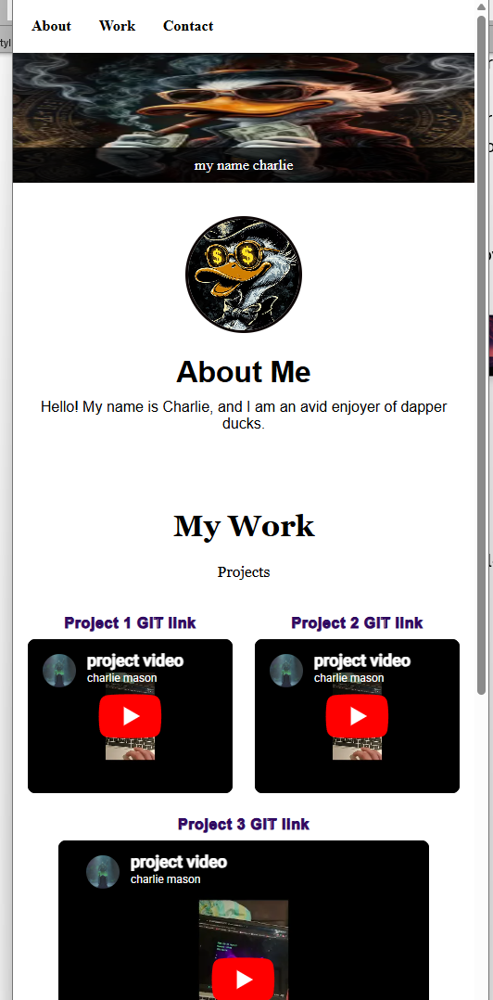 About Work Contact
tyl
my name charlie
$ $
About Me
Hello! My name is Charlie, and I am an avid enjoyer of dapper
ducks.
My Work
Projects
Project 1 GIT link Project 2 GIT link
project video project video
charlie mason charlie mason
Project 3 GIT link
project video
charlie mason